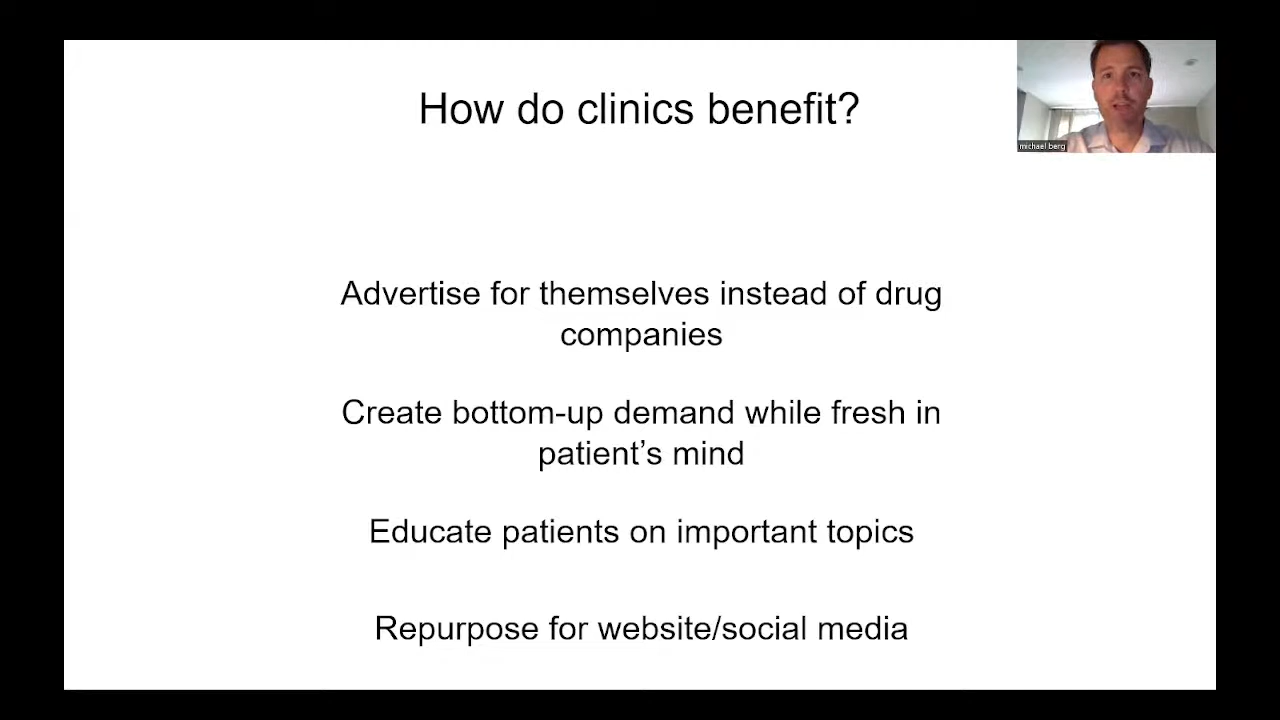 How do clinics benefit?
michael berg
Advertise for themselves instead of drug
companies
Create bottom-up demand while fresh in
patient’s mind
Educate patients on important topics
Repurpose for website/social media